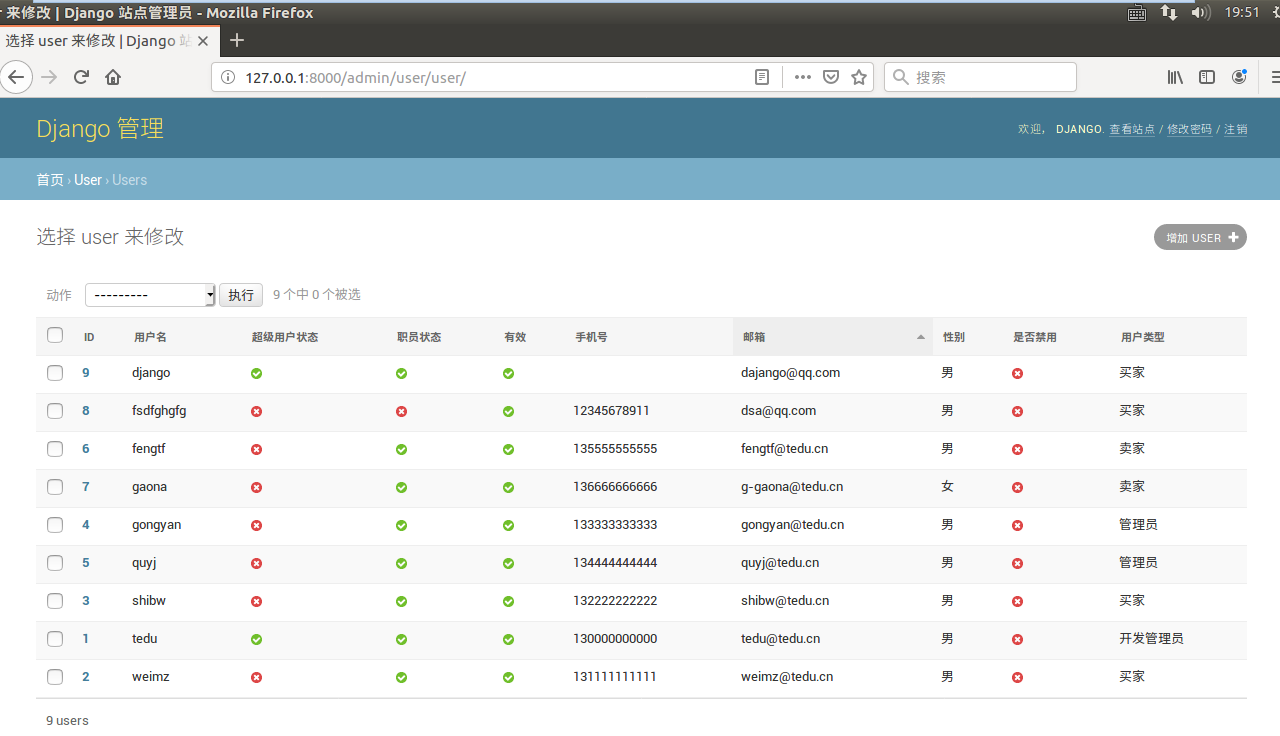 r 来修改 | Django 站点管理员 - Mozilla Firefox
19:51
选择 user 来修改 | Django 站
127.0.0.1:8000/admin/user/user/
搜索
Django 管理
欢迎， DJANGO. 查看站点 / 修改密码 / 注销
首页 › User › Users
选择 user 来修改
增加 USER
动作 --------- 执行 9 个中 0 个被选
ID 用户名 超级用户状态 职员状态 有效 手机号 邮箱 性别 是否禁用 用户类型
9 django dajango@qq.com 男 买家
8 fsdfghgfg 12345678911 dsa@qq.com 男 买家
6 fengtf 135555555555 fengtf@tedu.cn 男 卖家
7 gaona 136666666666 g-gaona@tedu.cn 女 卖家
4 gongyan 133333333333 gongyan@tedu.cn 男 管理员
5 quyj 134444444444 quyj@tedu.cn 男 管理员
3 shibw 132222222222 shibw@tedu.cn 男 买家
1 tedu 130000000000 tedu@tedu.cn 男 开发管理员
2 weimz 131111111111 weimz@tedu.cn 男 买家
9 users